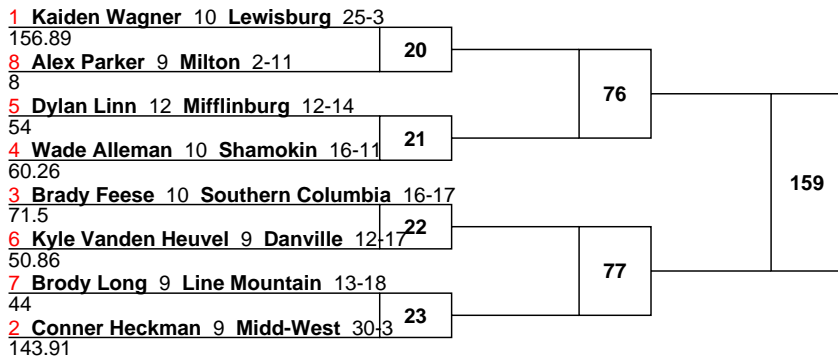 1 Kaiden Wagner 10 Lewisburg 25-3
156.89
20
8 Alex Parker 9 Milton 2-11
8
76
5 Dylan Linn 12 Mifflinburg 12-14
54
21
4 Wade Alleman 10 Shamokin 16-11
60.26
159
3 Brady Feese 10 Southern Columbia 16-17
71.5
22
6 Kyle Vanden Heuvel 9 Danville 12-17
50.86
77
7 Brody Long 9 Line Mountain 13-18
44
23
2 Conner Heckman 9 Midd-West 30-3
143.91